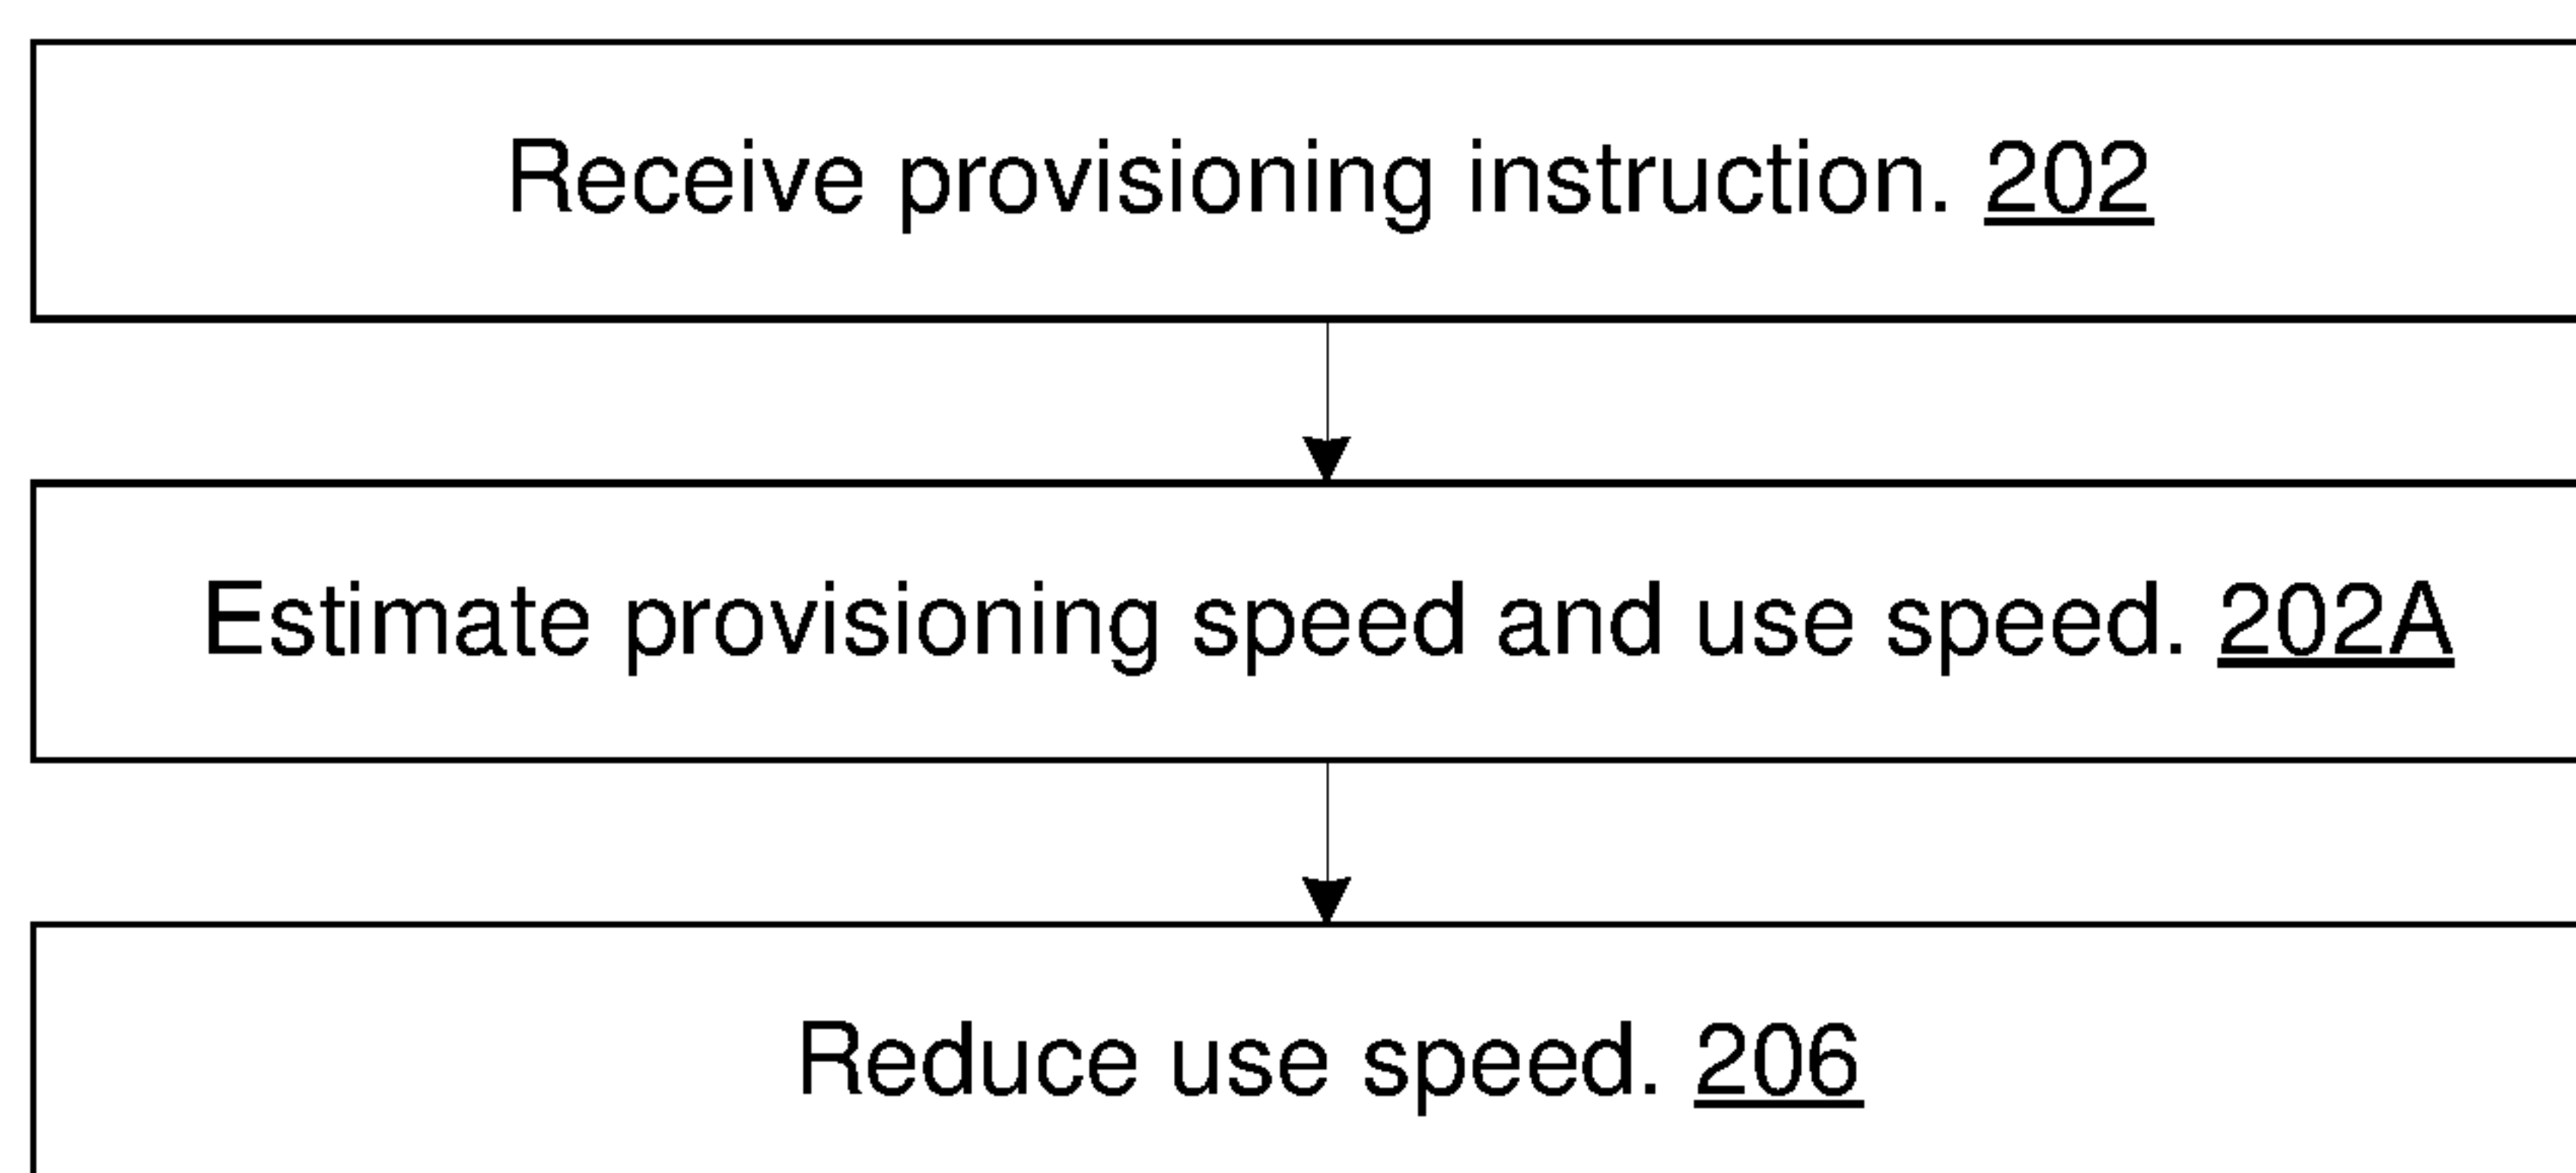 Receive provisioning instruction. 202
Estimate provisioning speed and use speed. 202A
Reduce use speed. 206